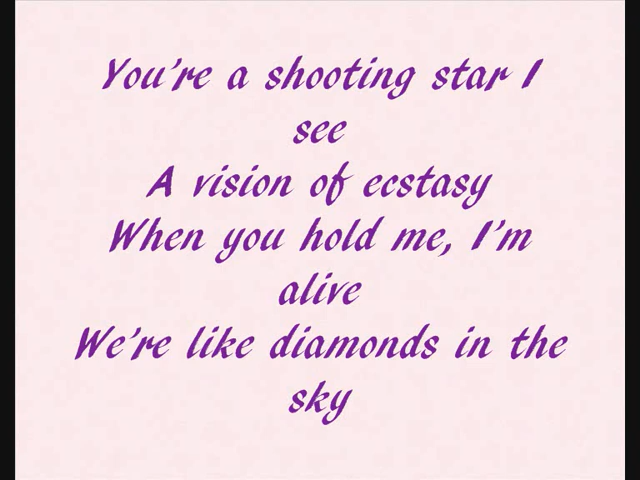 You're a shooting star I
see
A vision of ecstasy
When you hold me, I'm
alive
We're like diamonds in the
sky